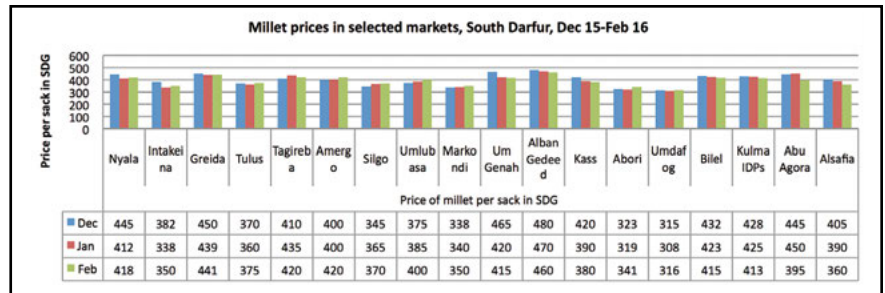 Millet prices in selected markets, South Darfur, Dec 15-Feb 16
Price per sack in SDG
600
500
400
300
200
100
0
Nyala Intakei na Greida Tulus Tagireb a Amerg o Silgo Umlub asa Marko ndi Um Genah Alban Gedee d Kass Abori Umdaf og Bilel Kulma IDPs Abu Agora Alsafia
Price of millet per sack in SDG
Dec 445 382 450 370 410 400 345 375 338 465 480 420 323 315 432 428 445 405
Jan 412 338 439 360 435 400 365 385 340 420 470 390 319 308 423 425 450 390
Feb 418 350 441 375 420 420 370 400 350 415 460 380 341 316 415 413 395 360